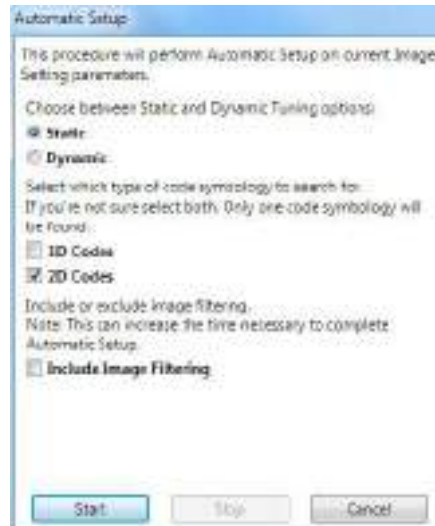 Automatic Setup
This procedure will perform Automatic Setup on current Image
Setting parameters.
Choose between Static and Dynamic Tuning options:
Static
Dynamic
Select which type of code symbology to search for.
If you're not sure select both. Only one code symbology will
be found.
1D Codes
2D Codes
Include or exclude image filtering.
Note: This can increase the time necessary to complete
Automatic Setup.
Include Image Filtering
Start Stop Cancel